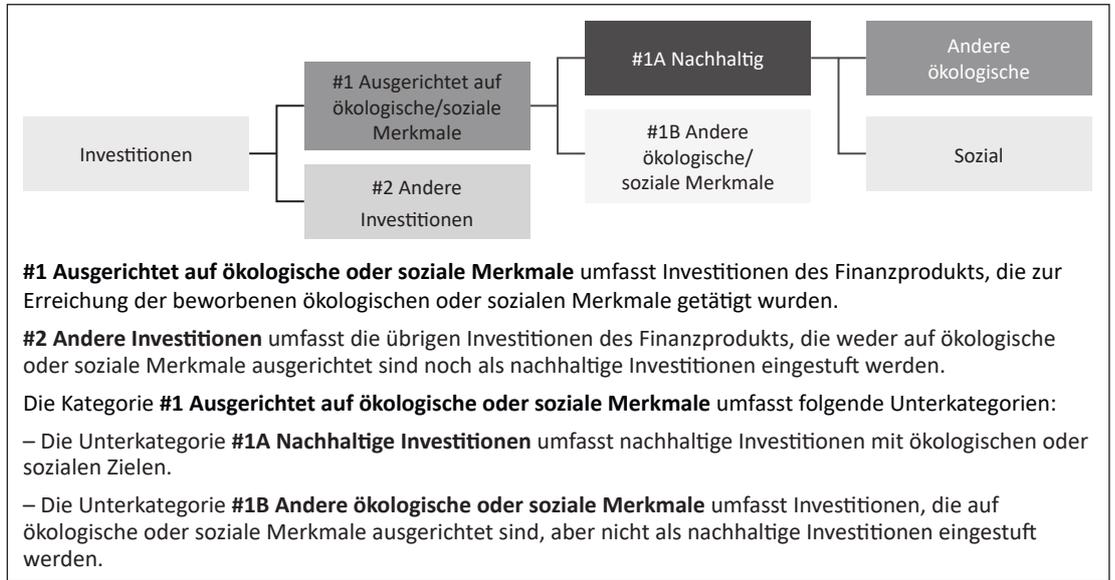 Investitionen
#1 Ausgerichtet auf
ökologische/soziale
Merkmale
#2 Andere
Investitionen
#1A Nachhaltig
#1B Andere
ökologische/
soziale Merkmale
Andere
ökologische
Sozial
#1 Ausgerichtet auf ökologische oder soziale Merkmale umfasst Investitionen des Finanzprodukts, die zur
Erreichung der beworbenen ökologischen oder sozialen Merkmale getätigt wurden.
#2 Andere Investitionen umfasst die übrigen Investitionen des Finanzprodukts, die weder auf ökologische
oder soziale Merkmale ausgerichtet sind noch als nachhaltige Investitionen eingestuft werden.
Die Kategorie #1 Ausgerichtet auf ökologische oder soziale Merkmale umfasst folgende Unterkategorien:
– Die Unterkategorie #1A Nachhaltige Investitionen umfasst nachhaltige Investitionen mit ökologischen oder
sozialen Zielen.
– Die Unterkategorie #1B Andere ökologische oder soziale Merkmale umfasst Investitionen, die auf
ökologische oder soziale Merkmale ausgerichtet sind, aber nicht als nachhaltige Investitionen eingestuft
werden.